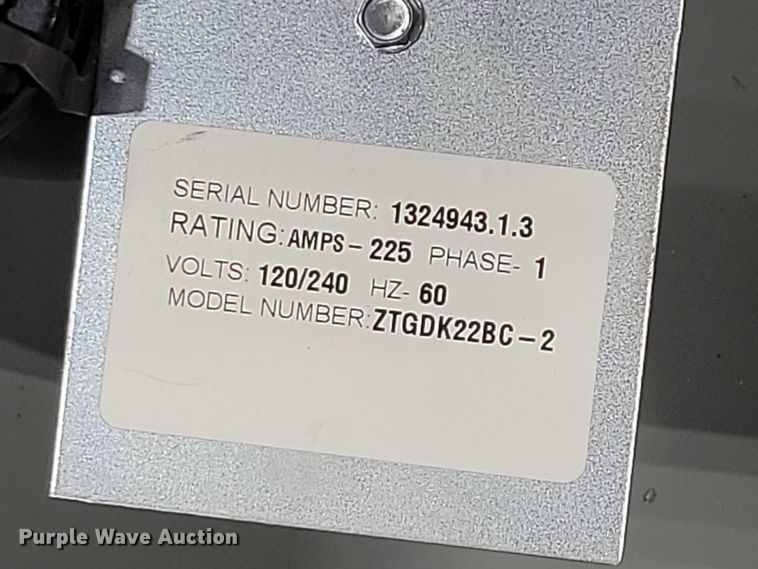 SERIAL NUMBER: 1324943.1.3
RATING: AMPS-225 PHASE- 1
VOLTS: 120/240 HZ- 60
MODEL NUMBER: ZTGDK22BC-2
Purple Wave Auction